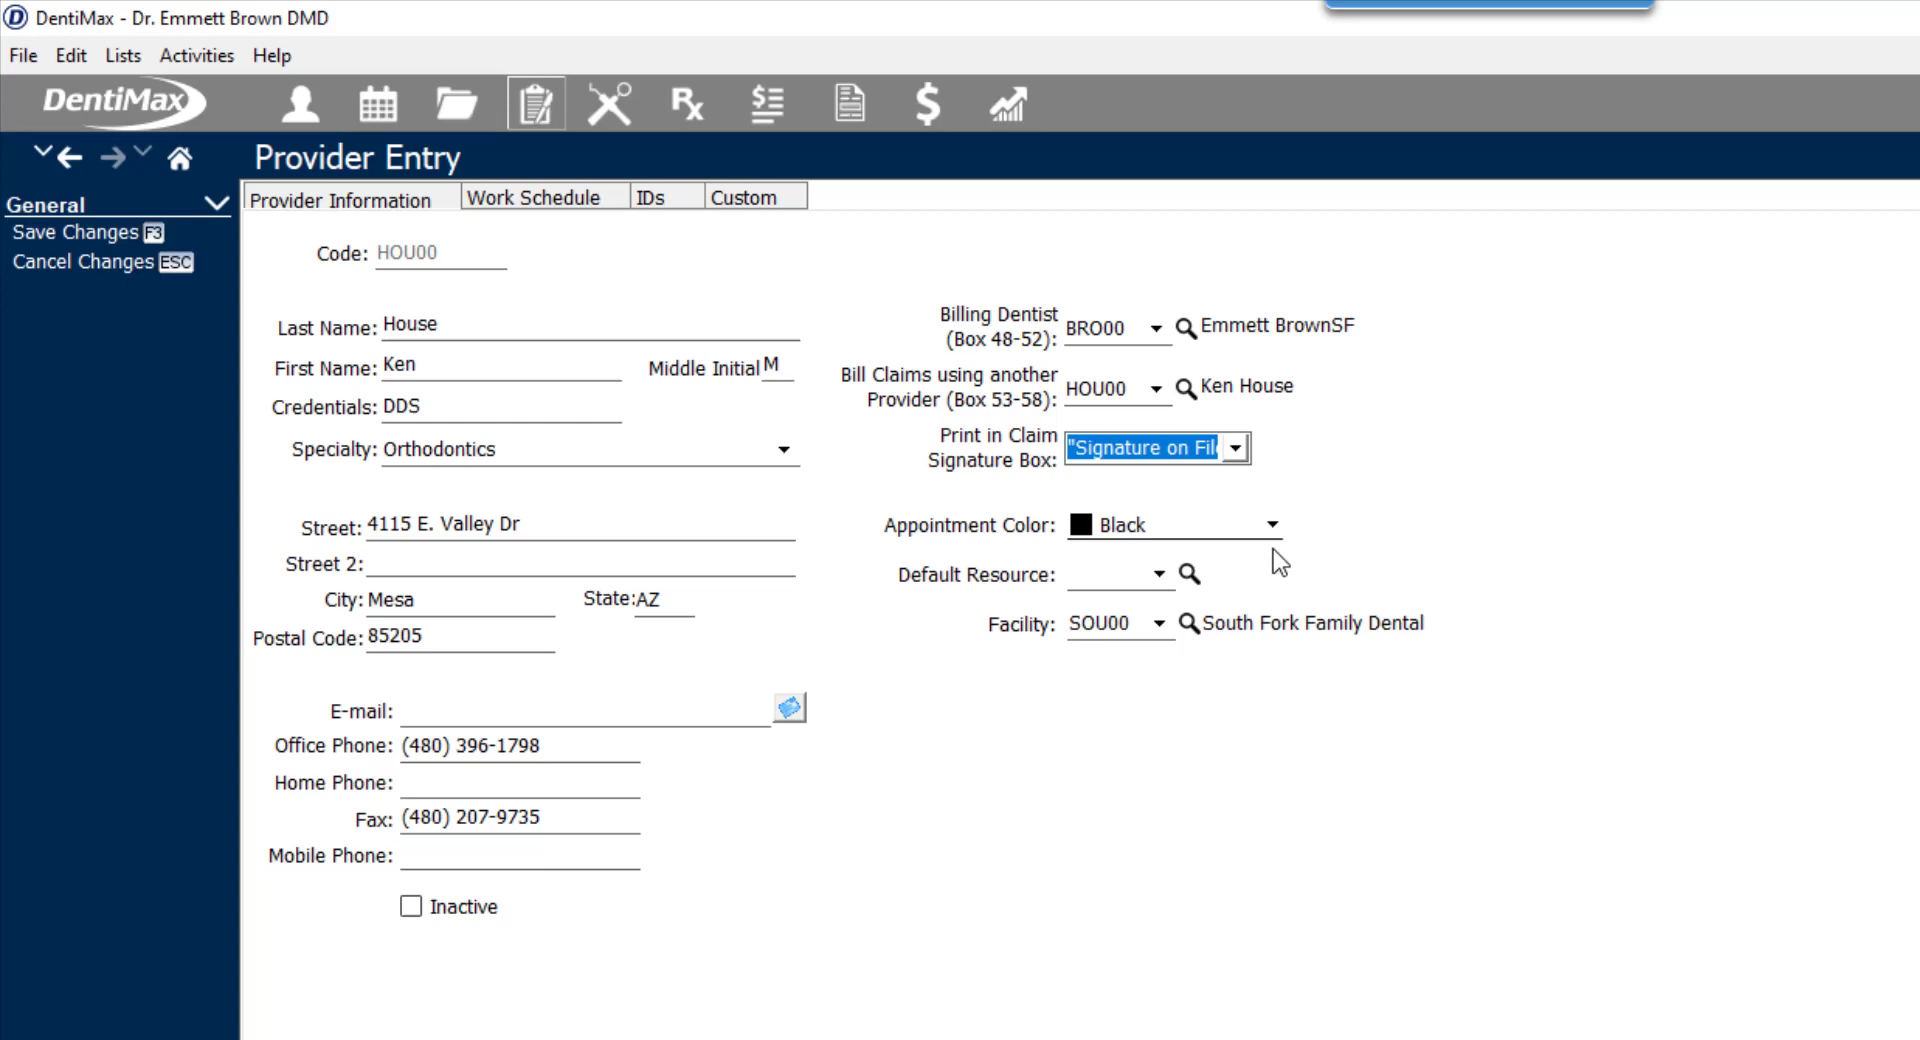 DentiMax - Dr. Emmett Brown DMD
File Edit Lists Activities Help
DentiMax
Rx
Provider Entry
General
Save Changes F3
Cancel Changes ESC
Provider Information Work Schedule IDs Custom
Code: HOU00
Last Name: House
First Name: Ken Middle Initial M
Credentials: DDS
Specialty: Orthodontics
Street: 4115 E. Valley Dr
Street 2:
City: Mesa State: AZ
Postal Code: 85205
E-mail:
Office Phone: (480) 396-1798
Home Phone:
Fax: (480) 207-9735
Mobile Phone:
Inactive
Billing Dentist
(Box 48-52): BRO00 Emmett BrownSF
Bill Claims using another
Provider (Box 53-58): HOU00 Ken House
Print in Claim
Signature Box: "Signature on File
Appointment Color: Black
Default Resource:
Facility: SOU00 South Fork Family Dental